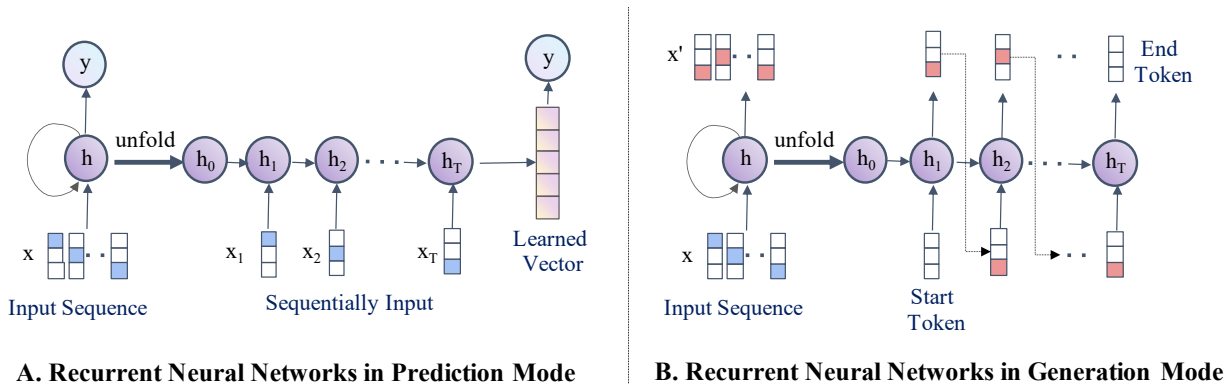 y
h
unfold
h0
h1
h2
· · ·
hT
y
x
· ·
x1
x2
xT
Learned
Vector
Input Sequence
Sequentially Input
A. Recurrent Neural Networks in Prediction Mode
x'
· ·
· ·
End
Token
h
unfold
h0
h1
h2
· · ·
hT
x
· ·
· ·
Input Sequence
Start
Token
B. Recurrent Neural Networks in Generation Mode